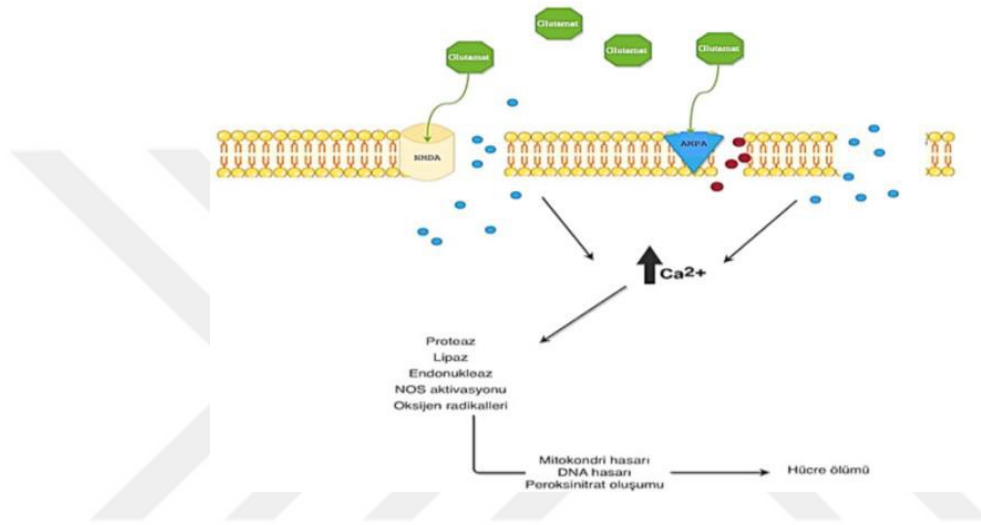 Glutamat
Glutamat
Glutamat
Glutamat
NMDA
AMPA
Ca2+
Proteaz
Lipaz
Endonukleaz
NOS aktivasyonu
Oksijen radikalleri
Mitokondri hasarı
DNA hasarı
Peroksinitrat oluşumu
Hücre ölümü